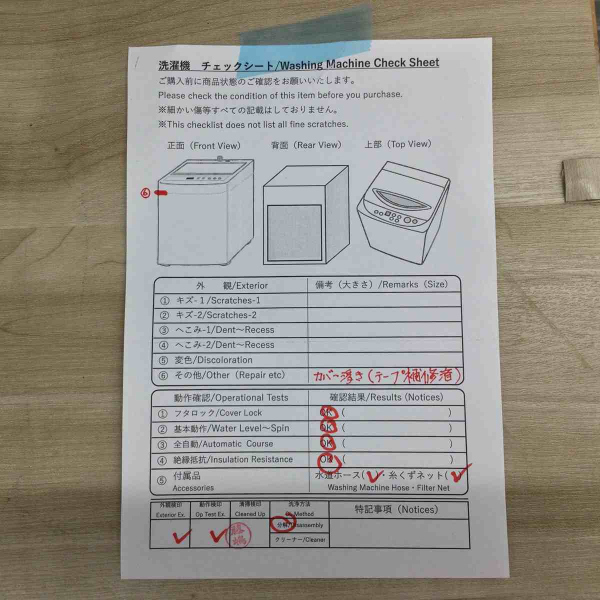 洗濯機 チェックシート/Washing Machine Check Sheet
ご購入前に商品状態のご確認をお願いいたします。
Please check the condition of this item before you purchase.
※細かい傷等すべての記載はしておりません。
※This checklist does not list all fine scratches.
正面（Front View） 背面（Rear View） 上部（Top View）
⑥
外 観/Exterior 備考（大きさ）/Remarks（Size）
① キズ-１/Scratches-1
② キズ-2/Scratches-2
③ へこみ-1/Dent～Recess
④ へこみ-2/Dent～Recess
⑤ 変色/Discoloration
⑥ その他/Other（Repair etc） カバー浮き(テープ補修済)
動作確認/Operational Tests 確認結果/Results (Notices)
① フタロック/Cover Lock OK ( )
② 基本動作/Water Level～Spin OK ( )
③ 全自動/Automatic Course OK ( )
④ 絶縁抵抗/Insulation Resistance OK ( )
⑤ 付属品 水道ホース(✓・糸くずネット(✓
Accessories Washing Machine Hose・Filter Net
外観検印 動作検印 清掃検印 洗浄方法 特記事項（Notices）
Exterior Ex. Op Test Ex. Cleaned Up Method
✓ ✓ 分解/Disassembly
クリーナー/Cleaner